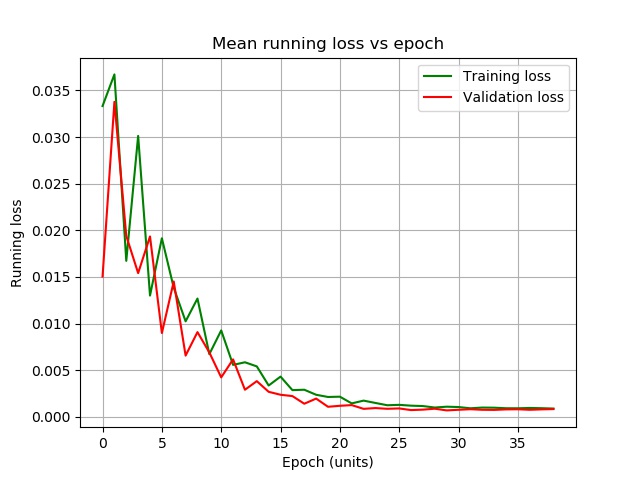 Mean running loss vs epoch
Training loss
Validation loss
Running loss
0.035
0.030
0.025
0.020
0.015
0.010
0.005
0.000
0 5 10 15 20 25 30 35
Epoch (units)